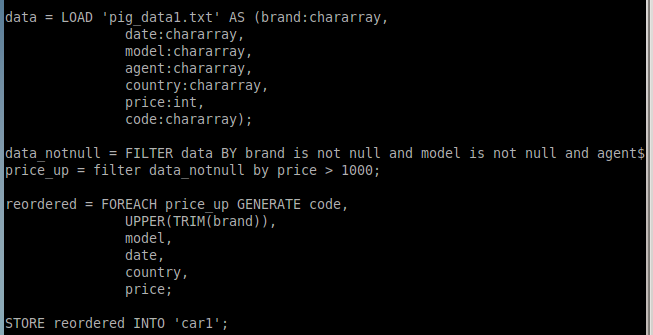 data = LOAD 'pig_data1.txt' AS (brand:chararray,
date:chararray,
model:chararray,
agent:chararray,
country:chararray,
price:int,
code:chararray);
data_notnull = FILTER data BY brand is not null and model is not null and agent$
price_up = filter data_notnull by price > 1000;
reordered = FOREACH price_up GENERATE code,
UPPER(TRIM(brand)),
model,
date,
country,
price;
STORE reordered INTO 'car1';